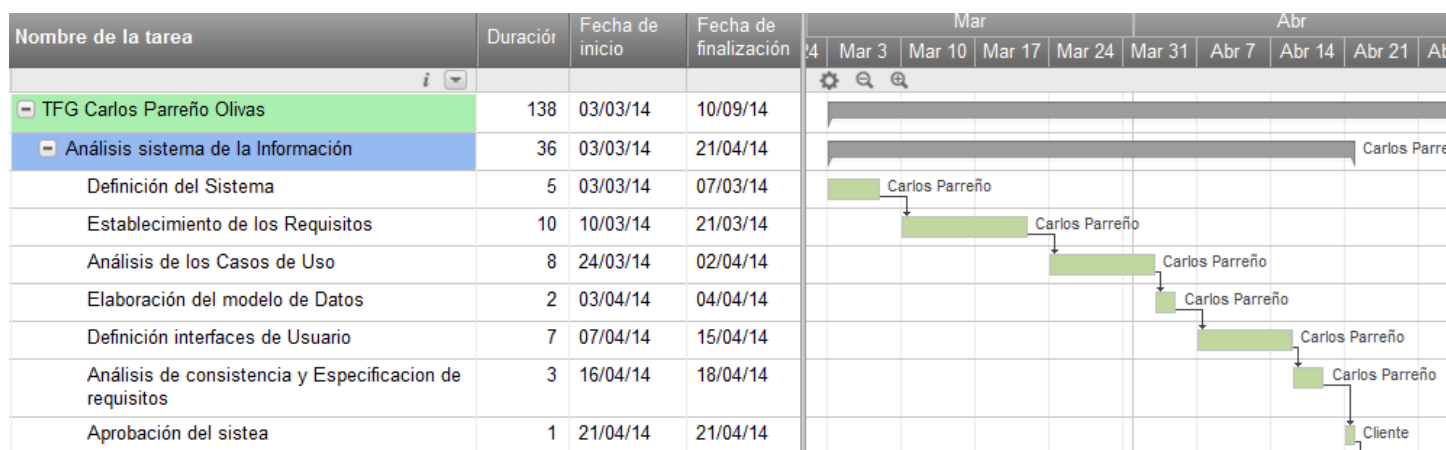 Mar Abr
Nombre de la tarea Duración Fecha de inicio Fecha de finalización 24 Mar 3 Mar 10 Mar 17 Mar 24 Mar 31 Abr 7 Abr 14 Abr 21
i
TFG Carlos Parreño Olivas 138 03/03/14 10/09/14
Análisis sistema de la Información 36 03/03/14 21/04/14 Carlos Parre
Definición del Sistema 5 03/03/14 07/03/14 Carlos Parreño
Establecimiento de los Requisitos 10 10/03/14 21/03/14 Carlos Parreño
Análisis de los Casos de Uso 8 24/03/14 02/04/14 Carlos Parreño
Elaboración del modelo de Datos 2 03/04/14 04/04/14 Carlos Parreño
Definición interfaces de Usuario 7 07/04/14 15/04/14 Carlos Parreño
Análisis de consistencia y Especificacion de 3 16/04/14 18/04/14 Carlos Parreño
requisitos
Aprobación del sistea 1 21/04/14 21/04/14 Cliente